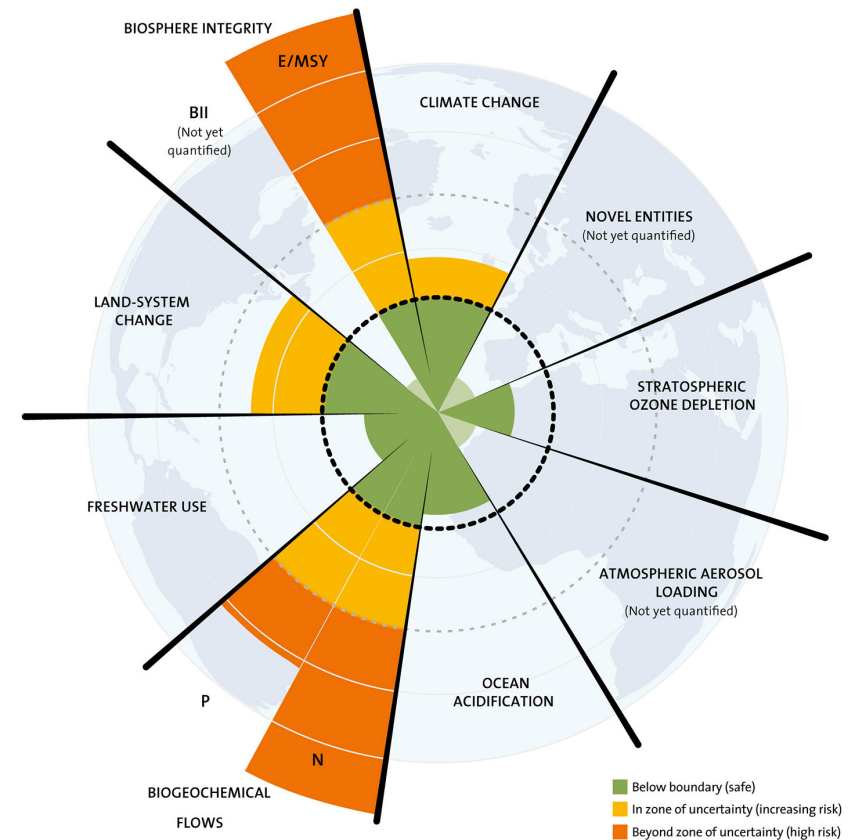 BIOSPHERE INTEGRITY
E/MSY
BII
(Not yet
quantified)
CLIMATE CHANGE
NOVEL ENTITIES
(Not yet quantified)
LAND-SYSTEM
CHANGE
STRATOSPHERIC
OZONE DEPLETION
FRESHWATER USE
ATMOSPHERIC AEROSOL
LOADING
(Not yet quantified)
OCEAN
ACIDIFICATION
P
N
BIOGEOCHEMICAL
FLOWS
Below boundary (safe)
In zone of uncertainty (increasing risk)
Beyond zone of uncertainty (high risk)